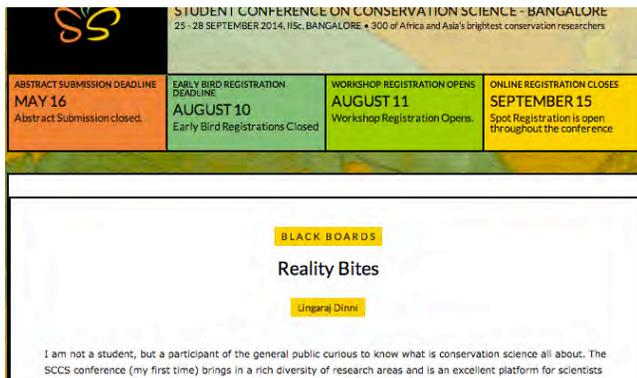 STUDENT CONFERENCE ON CONSERVATION SCIENCE - BANGALORE
25 - 28 SEPTEMBER 2014, IISc, BANGALORE • 300 of Africa and Asia's brightest conservation researchers
ABSTRACT SUBMISSION DEADLINE
MAY 16
Abstract Submission closed.
EARLY BIRD REGISTRATION
DEADLINE
AUGUST 10
Early Bird Registrations Closed
WORKSHOP REGISTRATION OPENS
AUGUST 11
Workshop Registration Opens.
ONLINE REGISTRATION CLOSES
SEPTEMBER 15
Spot Registration is open
throughout the conference
BLACK BOARDS
Reality Bites
Lingaraj Dinni
I am not a student, but a participant of the general public curious to know what is conservation science all about. The
SCCS conference (my first time) brings in a rich diversity of research areas and is an excellent platform for scientists